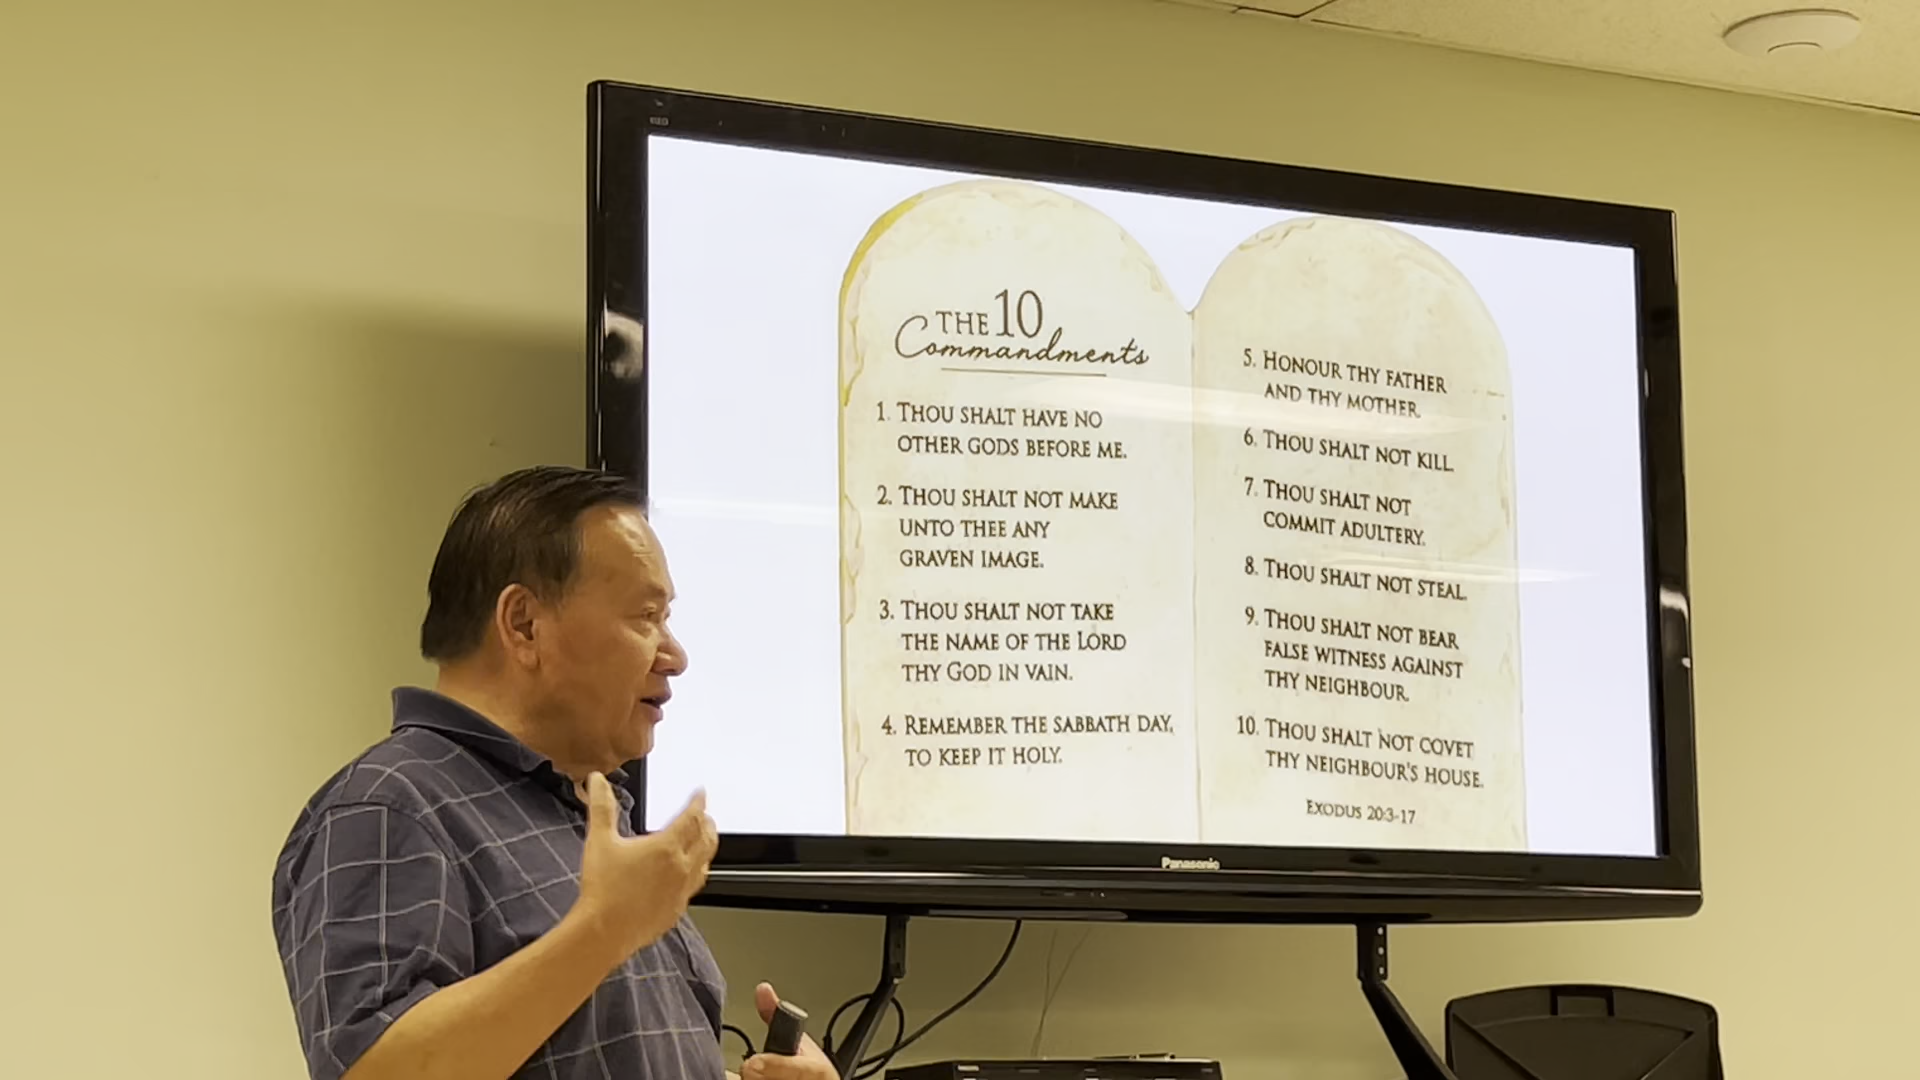 THE 10
Commandments
1. THOU SHALT HAVE NO
OTHER GODS BEFORE ME.
2. THOU SHALT NOT MAKE
UNTO THEE ANY
GRAVEN IMAGE.
3. THOU SHALT NOT TAKE
THE NAME OF THE LORD
THY GOD IN VAIN.
4. REMEMBER THE SABBATH DAY,
TO KEEP IT HOLY.
5. HONOUR THY FATHER
AND THY MOTHER.
6. THOU SHALT NOT KILL.
7. THOU SHALT NOT
COMMIT ADULTERY.
8. THOU SHALT NOT STEAL.
9. THOU SHALT NOT BEAR
FALSE WITNESS AGAINST
THY NEIGHBOUR.
10. THOU SHALT NOT COVET
THY NEIGHBOUR'S HOUSE.
EXODUS 20:3-17
Panasonic